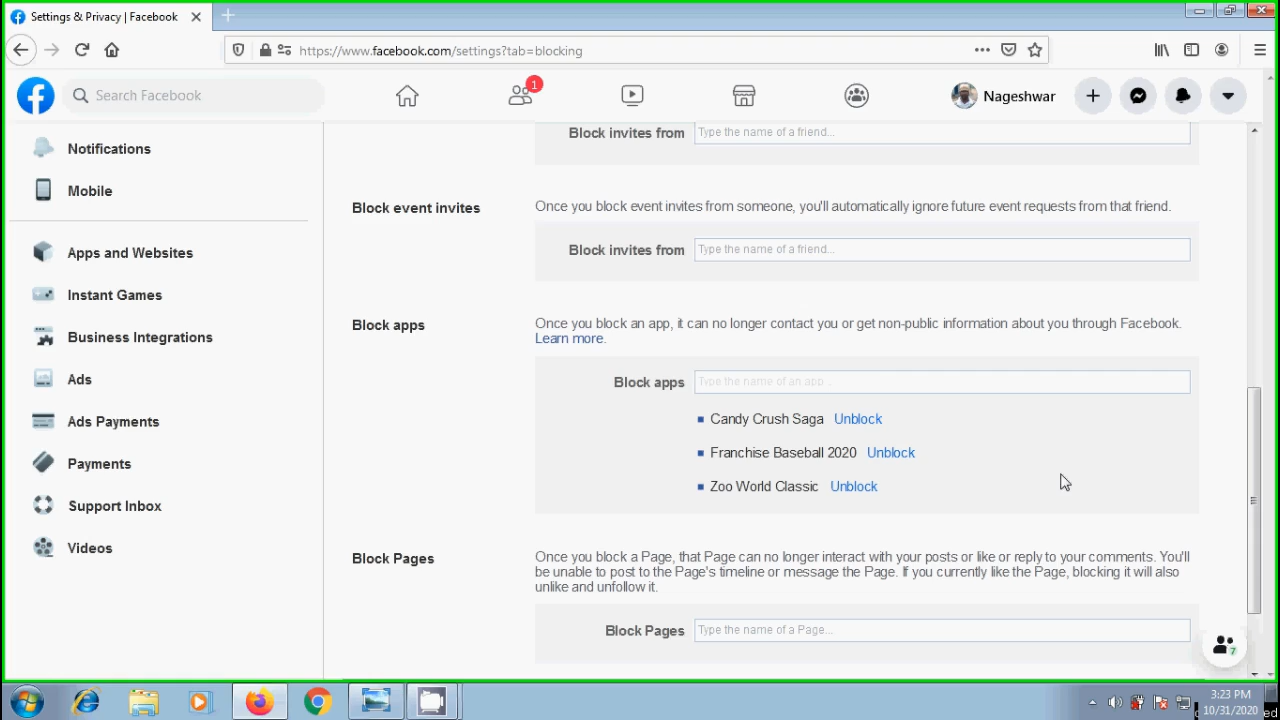 Settings & Privacy | Facebook
https://www.facebook.com/settings?tab=blocking
Search Facebook
1
Nageshwar
Notifications
Mobile
Apps and Websites
Instant Games
Business Integrations
Ads
Ads Payments
Payments
Support Inbox
Videos
Block invites from Type the name of a friend...
Block event invites Once you block event invites from someone, you'll automatically ignore future event requests from that friend.
Block invites from Type the name of a friend...
Block apps Once you block an app, it can no longer contact you or get non-public information about you through Facebook.
Learn more.
Block apps Type the name of an app...
Candy Crush Saga Unblock
Franchise Baseball 2020 Unblock
Zoo World Classic Unblock
Block Pages Once you block a Page, that Page can no longer interact with your posts or like or reply to your comments. You'll
be unable to post to the Page's timeline or message the Page. If you currently like the Page, blocking it will also
unlike and unfollow it.
Block Pages Type the name of a Page...
7
3:23 PM
10/31/2020